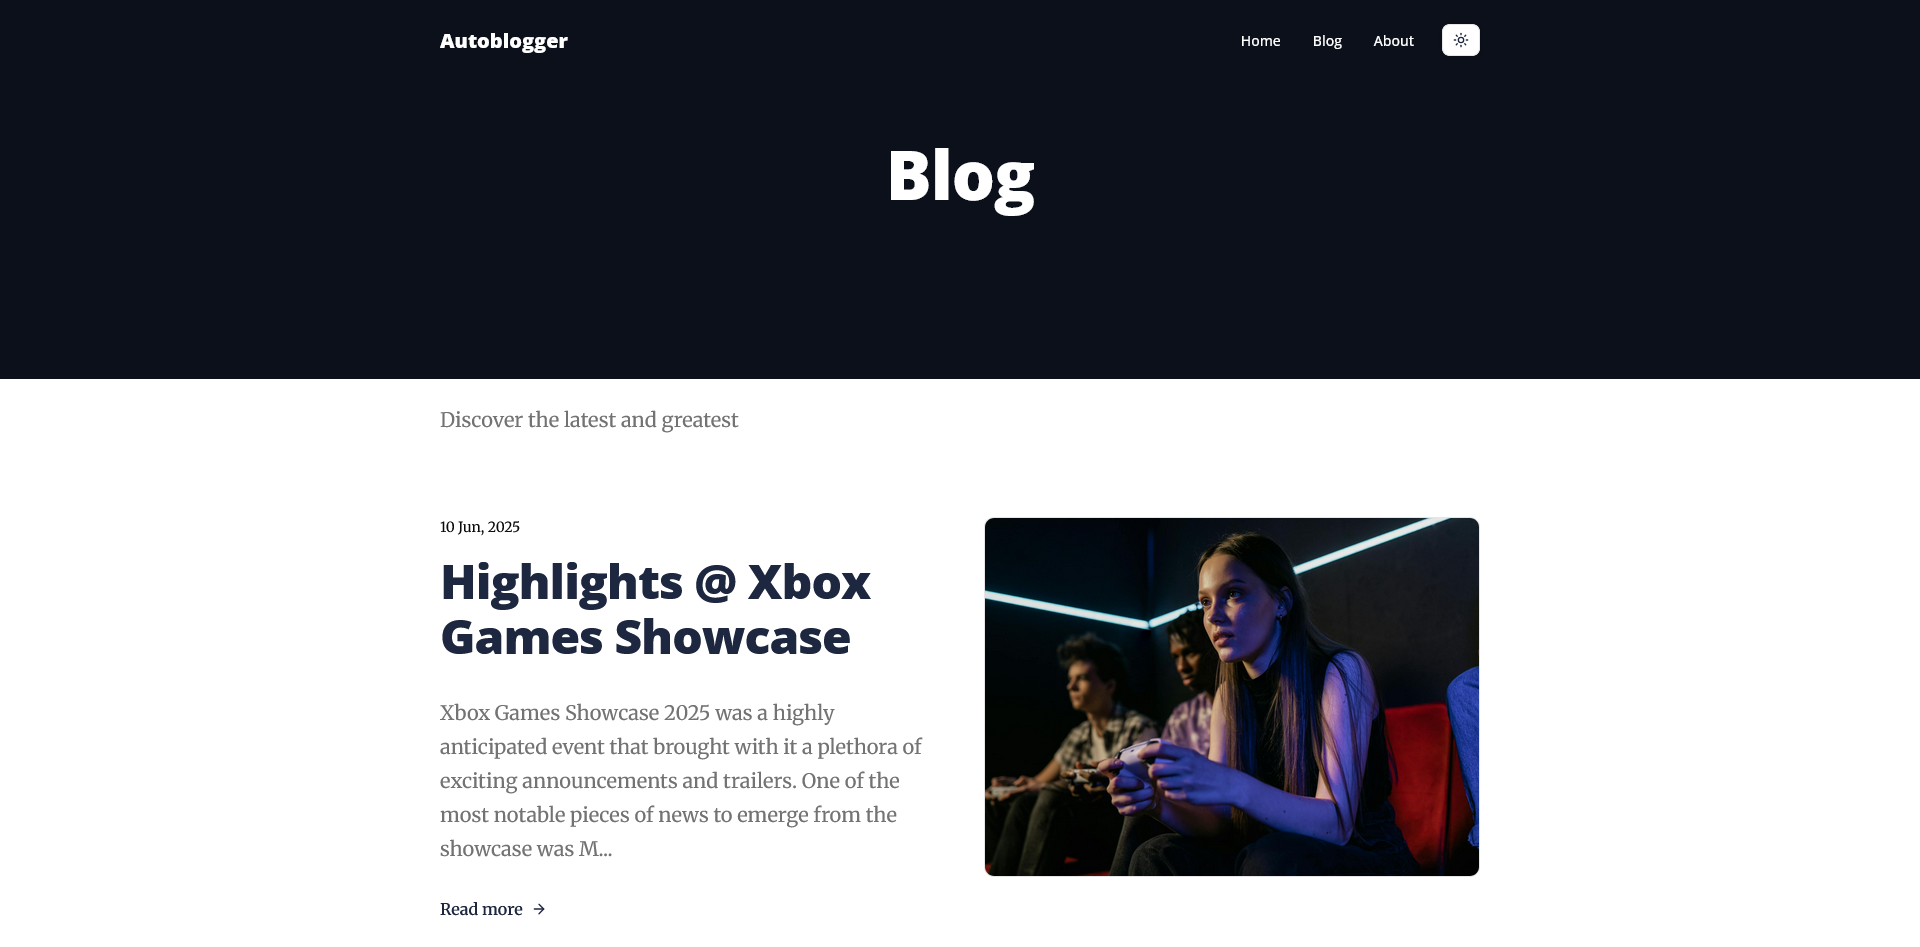 Autoblogger
Home Blog About
Blog
Discover the latest and greatest
10 Jun, 2025
Highlights @ Xbox
Games Showcase
Xbox Games Showcase 2025 was a highly
anticipated event that brought with it a plethora of
exciting announcements and trailers. One of the
most notable pieces of news to emerge from the
showcase was M...
Read more →